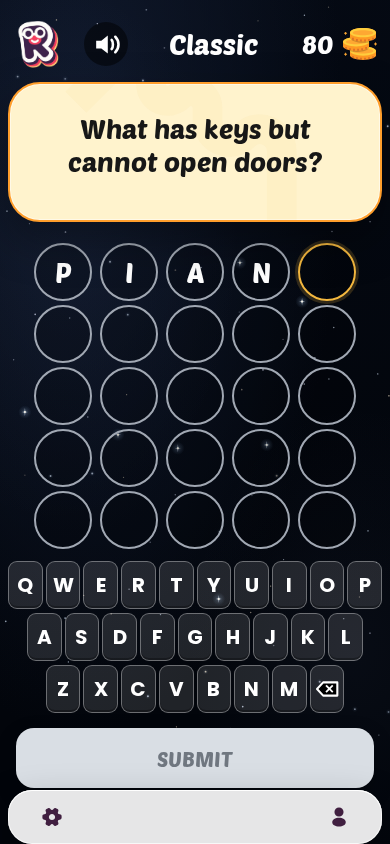 R
Classic
80
What has keys but
cannot open doors?
P I A N
Q W E R T Y U I O P
A S D F G H J K L
Z X C V B N M
SUBMIT